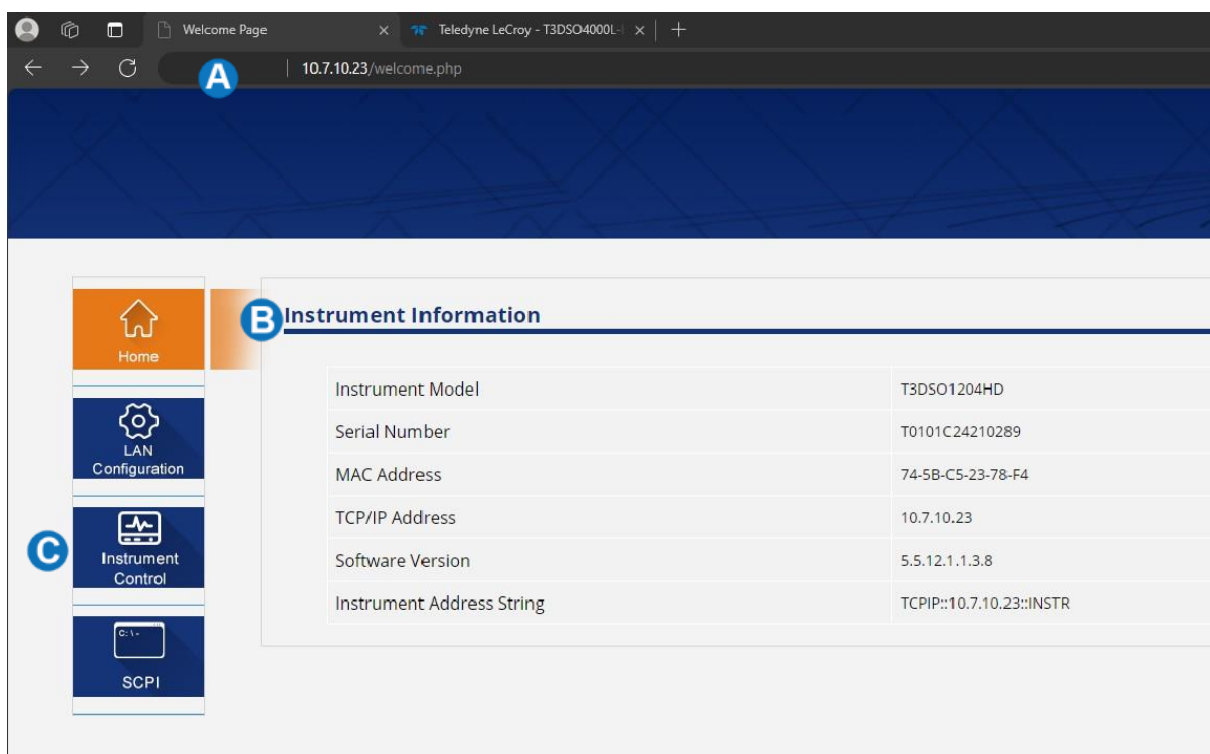 Welcome Page
Teledyne LeCroy - T3DSO4000L-
A
10.7.10.23/welcome.php
B
Instrument Information
Home
Instrument Model T3DSO1204HD
Serial Number T0101C24210289
LAN
Configuration
MAC Address 74-5B-C5-23-78-F4
TCP/IP Address 10.7.10.23
C
Instrument
Control
Software Version 5.5.12.1.1.3.8
Instrument Address String TCPIP::10.7.10.23::INSTR
C:\-
SCPI